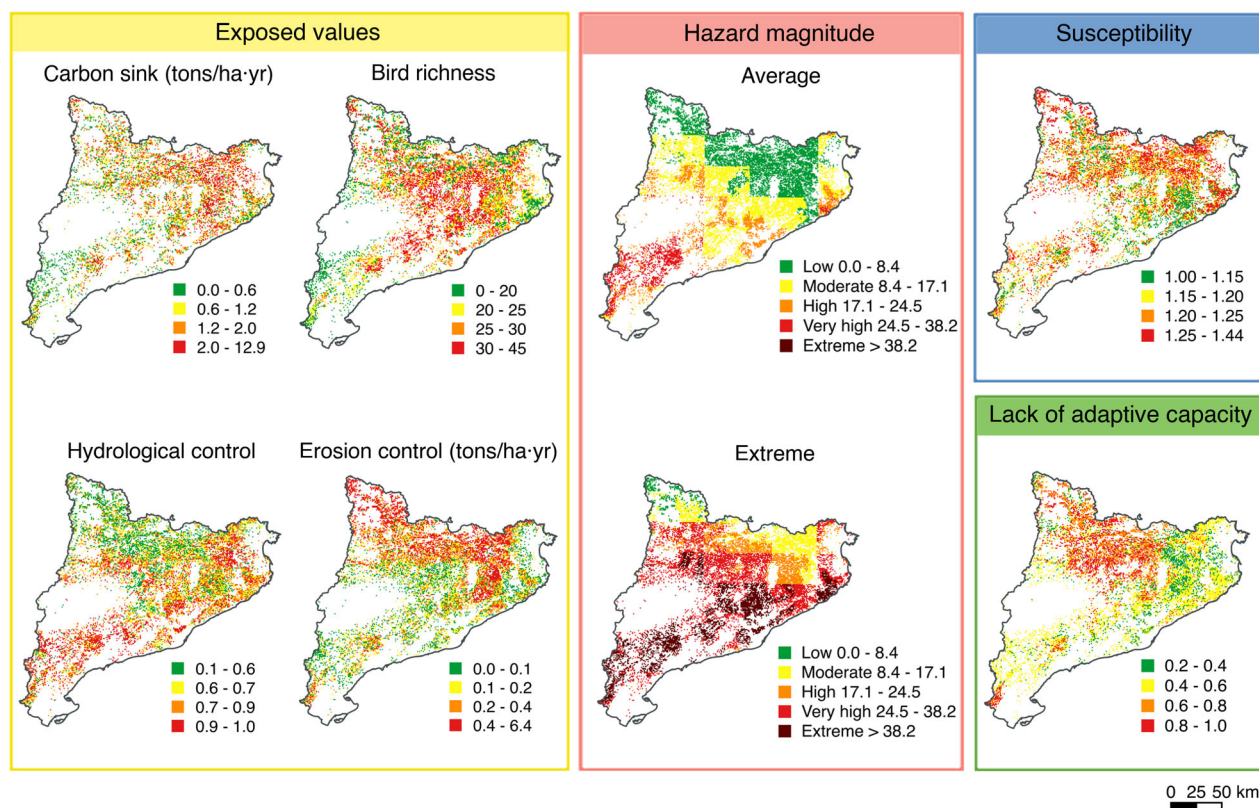 Exposed values
Carbon sink (tons/ha·yr)
0.0 - 0.6
0.6 - 1.2
1.2 - 2.0
2.0 - 12.9
Bird richness
0 - 20
20 - 25
25 - 30
30 - 45
Hydrological control
0.1 - 0.6
0.6 - 0.7
0.7 - 0.9
0.9 - 1.0
Erosion control (tons/ha·yr)
0.0 - 0.1
0.1 - 0.2
0.2 - 0.4
0.4 - 6.4
Hazard magnitude
Average
Low 0.0 - 8.4
Moderate 8.4 - 17.1
High 17.1 - 24.5
Very high 24.5 - 38.2
Extreme > 38.2
Extreme
Low 0.0 - 8.4
Moderate 8.4 - 17.1
High 17.1 - 24.5
Very high 24.5 - 38.2
Extreme > 38.2
Susceptibility
1.00 - 1.15
1.15 - 1.20
1.20 - 1.25
1.25 - 1.44
Lack of adaptive capacity
0.2 - 0.4
0.4 - 0.6
0.6 - 0.8
0.8 - 1.0
0 25 50 km